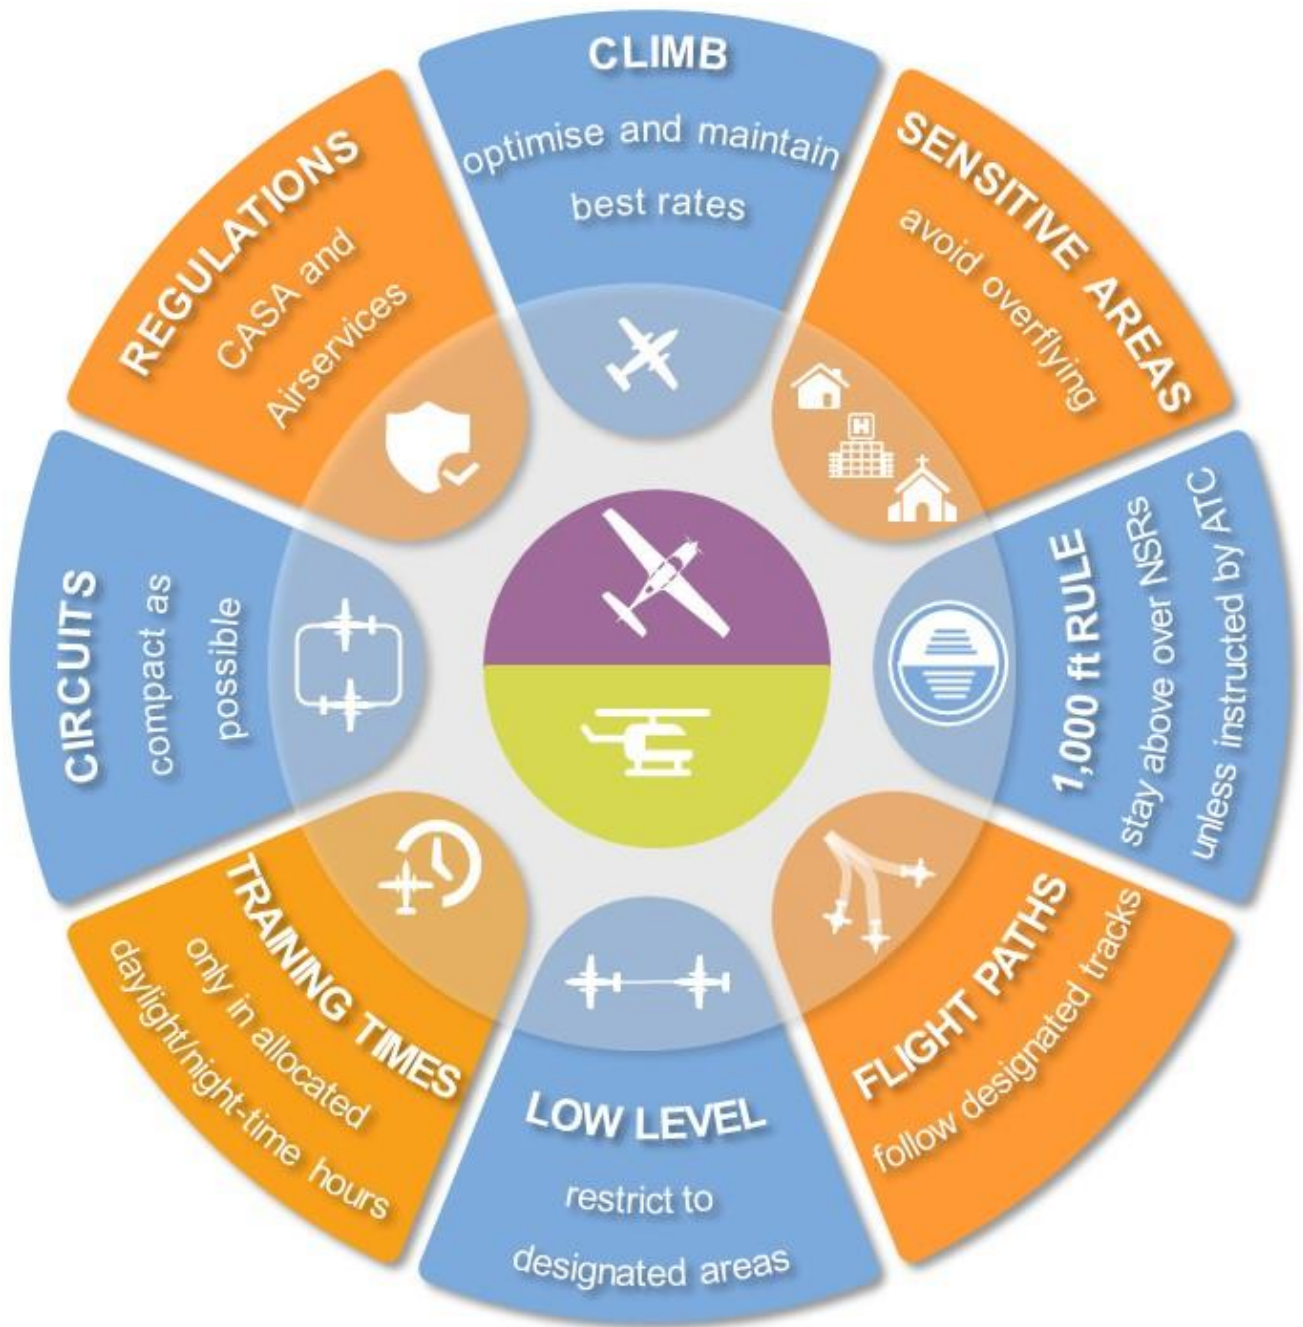 CLIMB
optimise and maintain
best rates
SENSITIVE AREAS
avoid overflying
1,000 ft RULE
stay above over NSRs
unless instructed by ATC
FLIGHT PATHS
follow designated tracks
LOW LEVEL
restrict to
designated areas
TRAINING TIMES
only in allocated
daylight/night-time hours
CIRCUITS
compact as
possible
REGULATIONS
CASA and
Airservices
H